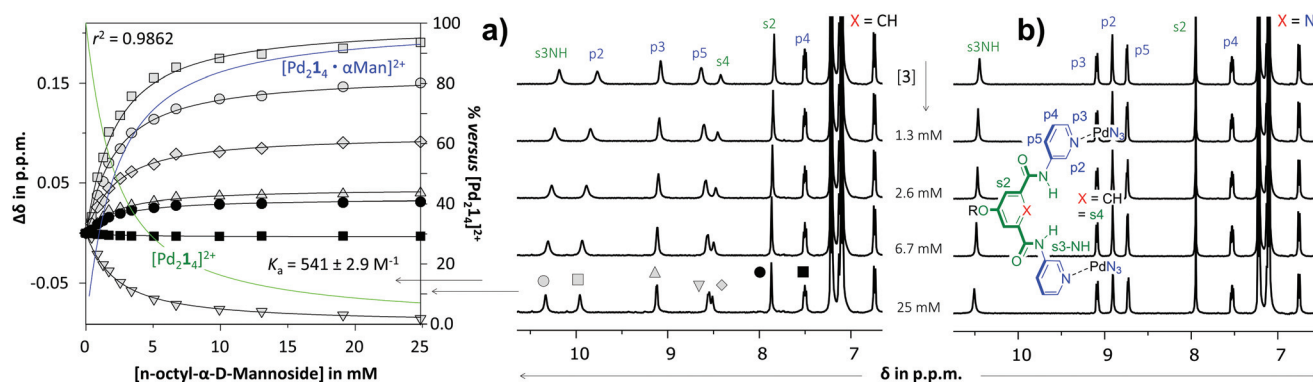 r² = 0.9862
[Pd₂1₄ • αMan]²⁺
[Pd₂1₄]²⁺
Kₐ = 541 ± 2.9 M⁻¹
Δδ in p.p.m.
0.15
0.05
-0.05
% versus [Pd₂1₄]²⁺
100
80
60
40
20
0.0
0 5 10 15 20 25
[n-octyl-α-D-Mannoside] in mM
a)
X = CH
s3NH p2 p3 p5 s4 s2 p4
10 9 8 7
[3]
1.3 mM
2.6 mM
6.7 mM
25 mM
b)
X = N
s3NH p3 p2 p5 s2 p4
p4 p3
p5 N PdN₃
p2
O N H
s2
X = CH
= s4
RO X
H
O N s3-NH
N PdN₃
10 9 8 7
δ in p.p.m.